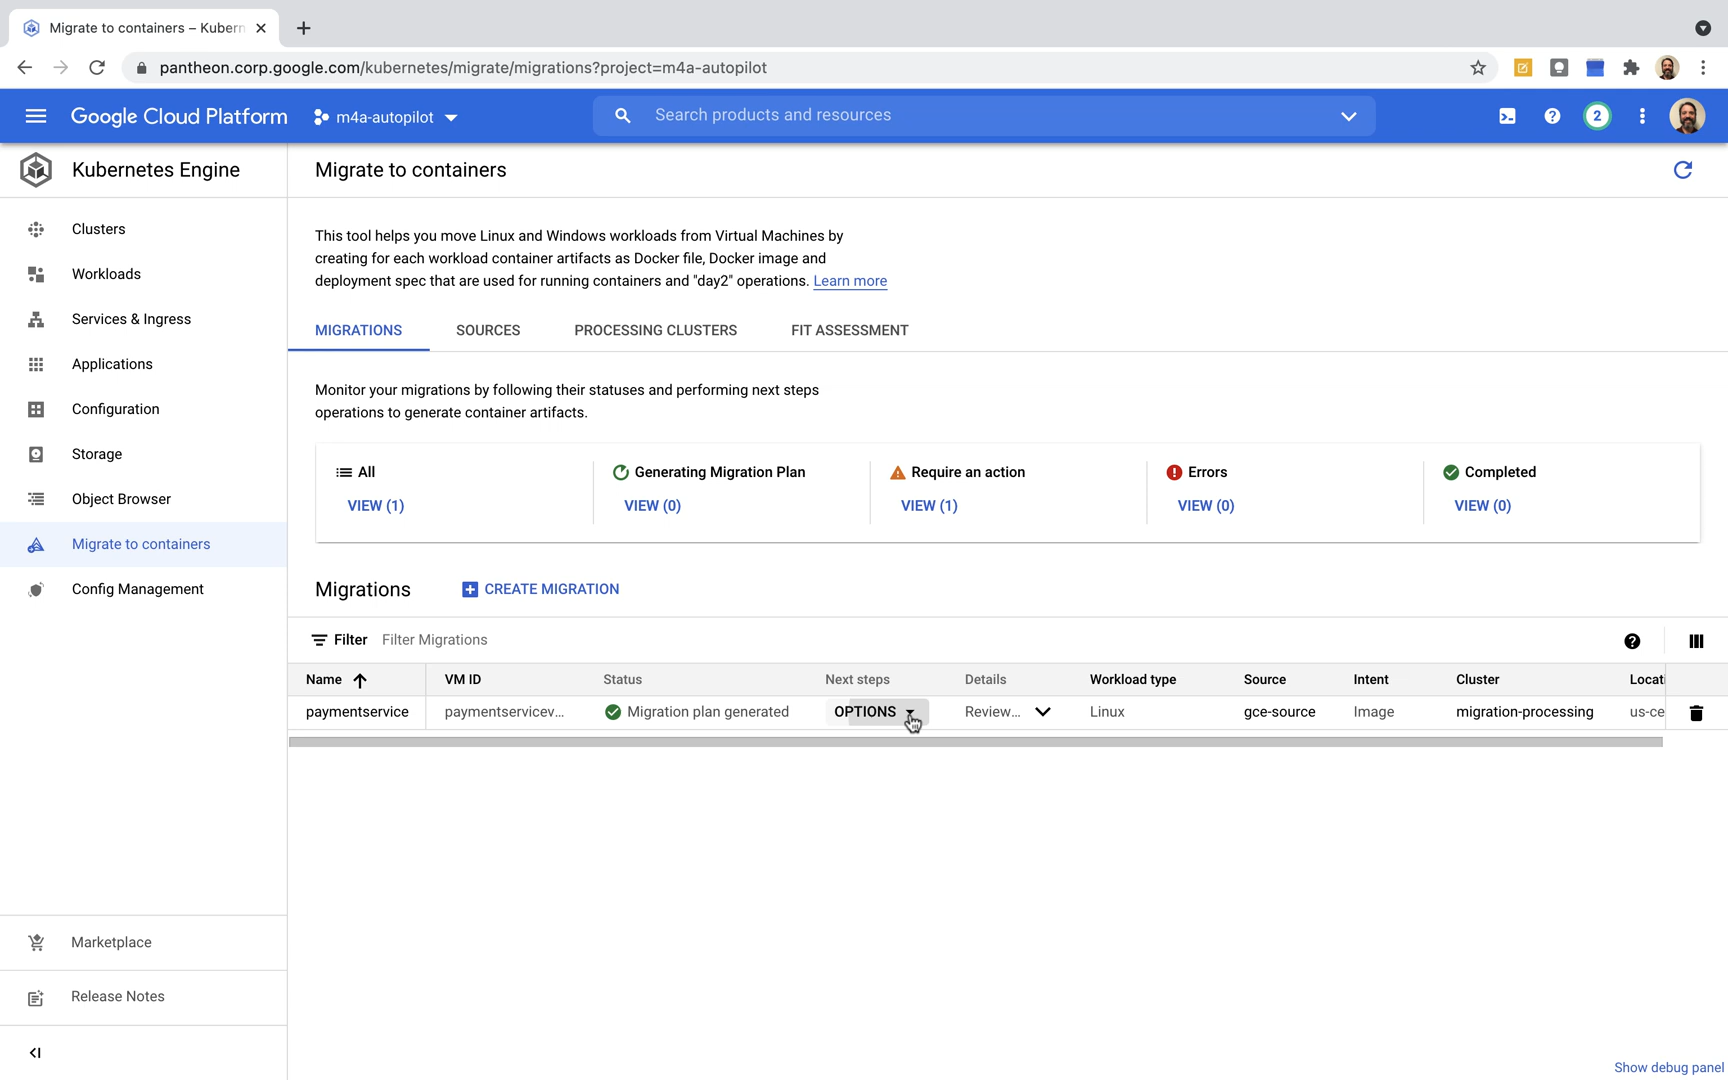 Migrate to containers – Kubern
pantheon.corp.google.com/kubernetes/migrate/migrations?project=m4a-autopilot
Google Cloud Platform
m4a-autopilot
Search products and resources
2
Kubernetes Engine
Migrate to containers
Clusters
Workloads
Services & Ingress
Applications
Configuration
Storage
Object Browser
Migrate to containers
Config Management
Marketplace
Release Notes
This tool helps you move Linux and Windows workloads from Virtual Machines by
creating for each workload container artifacts as Docker file, Docker image and
deployment spec that are used for running containers and "day2" operations. Learn more
MIGRATIONS SOURCES PROCESSING CLUSTERS FIT ASSESSMENT
Monitor your migrations by following their statuses and performing next steps
operations to generate container artifacts.
All Generating Migration Plan Require an action Errors Completed
VIEW (1) VIEW (0) VIEW (1) VIEW (0) VIEW (0)
Migrations CREATE MIGRATION
Filter Filter Migrations
Name VM ID Status Next steps Details Workload type Source Intent Cluster Locati
paymentservice paymentservicev... Migration plan generated OPTIONS Review... Linux gce-source Image migration-processing us-ce
Show debug panel